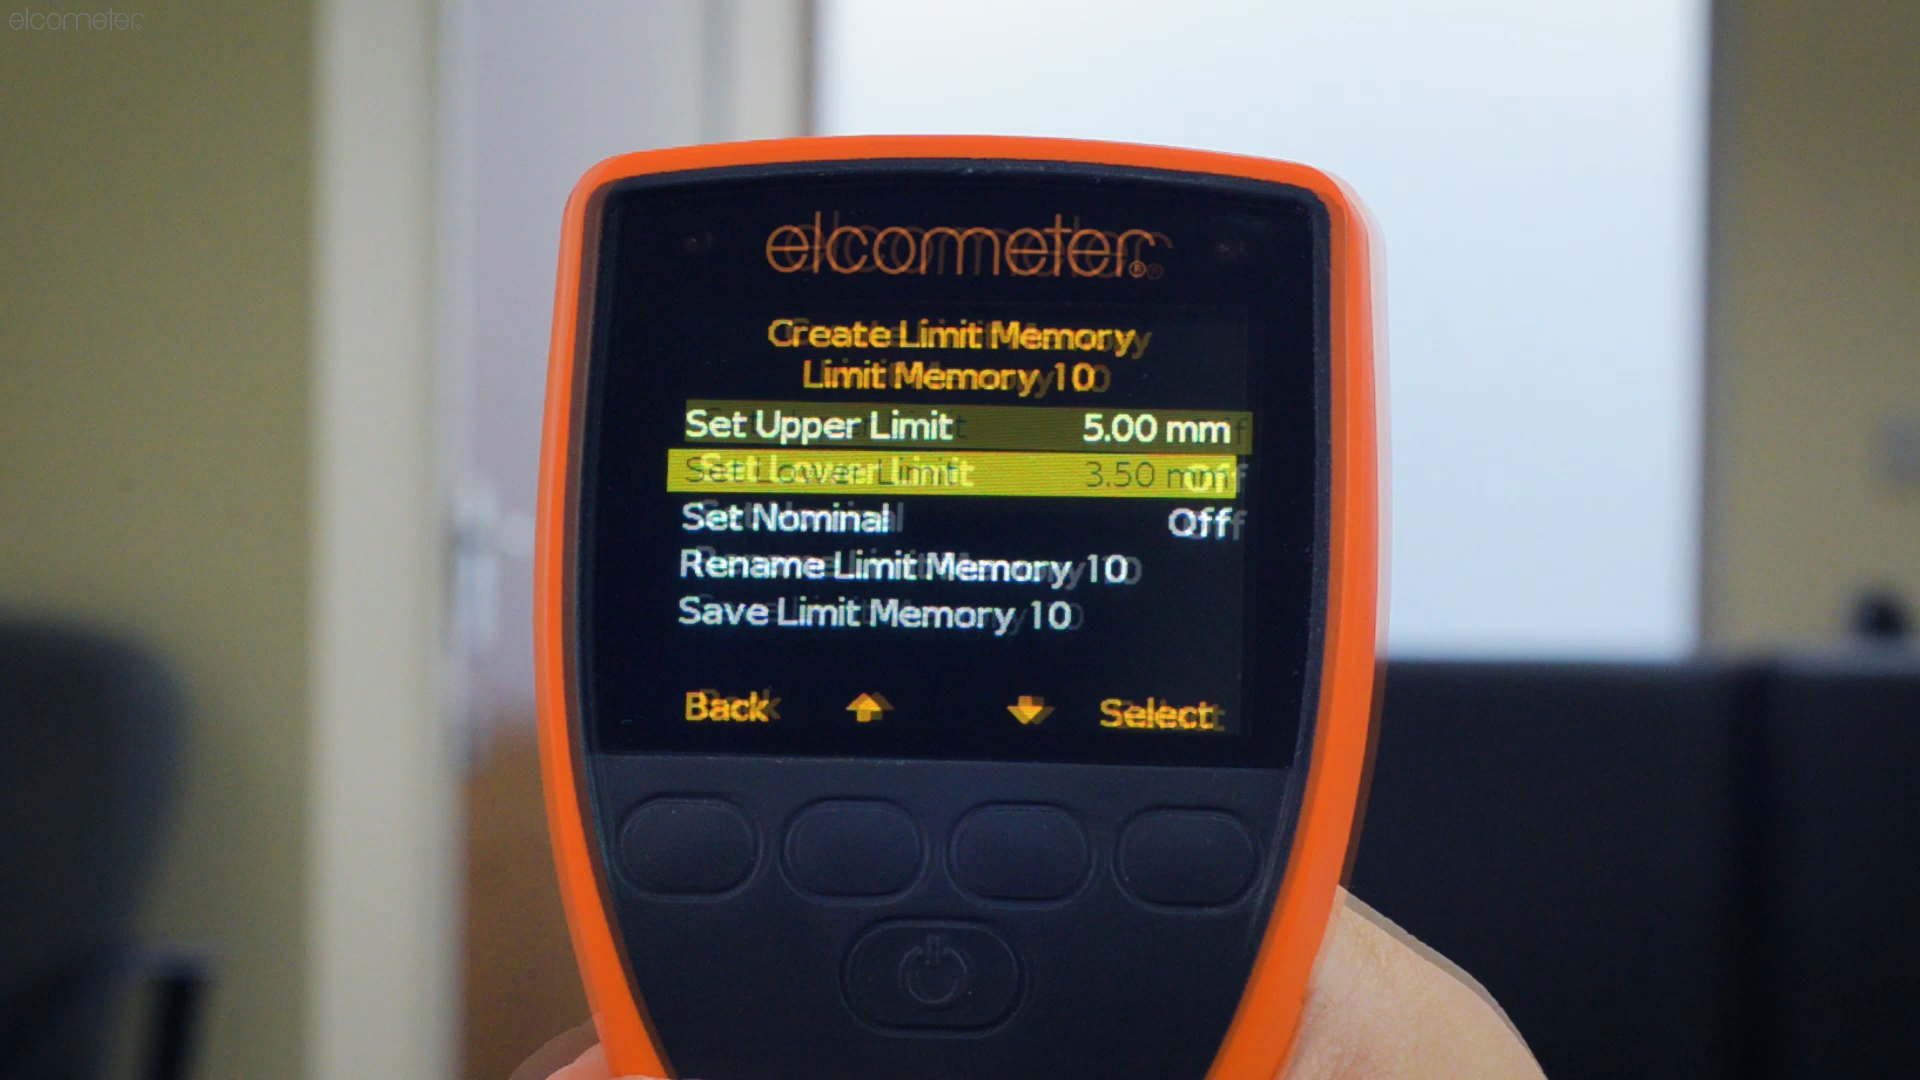 elcometer
elcometer®
Create Limit Memory
Limit Memory 10
Set Upper Limit 5.00 mm
Set Lower Limit 3.50 mm
Set Nominal Off
Rename Limit Memory 10
Save Limit Memory 10
Back Select